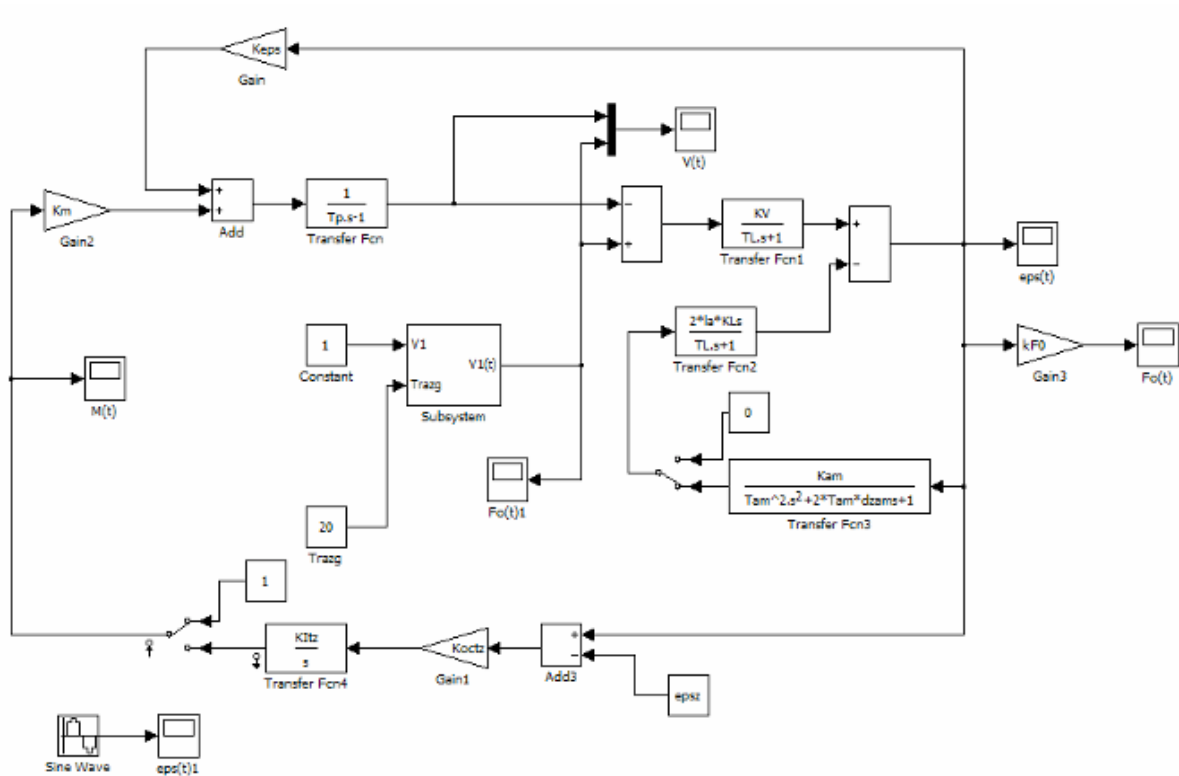 Keps
Gain
V(t)
Km
Gain2
+
+
Add
1
Tp.s-1
Transfer Fcn
−
+
KV
TL.s+1
Transfer Fcn1
+
−
eps(t)
2*la*KLs
TL.s+1
Transfer Fcn2
kF0
Gain3
Fo(t)
1
Constant
V1
Trazg
V1(t)
Subsystem
M(t)
0
Kam
Tam^2.s²+2*Tam*dzams+1
Transfer Fcn3
Fo(t)1
20
Trazg
1
KItz
s
Transfer Fcn4
Koctz
Gain1
+
−
Add3
epsz
Sine Wave
eps(t)1